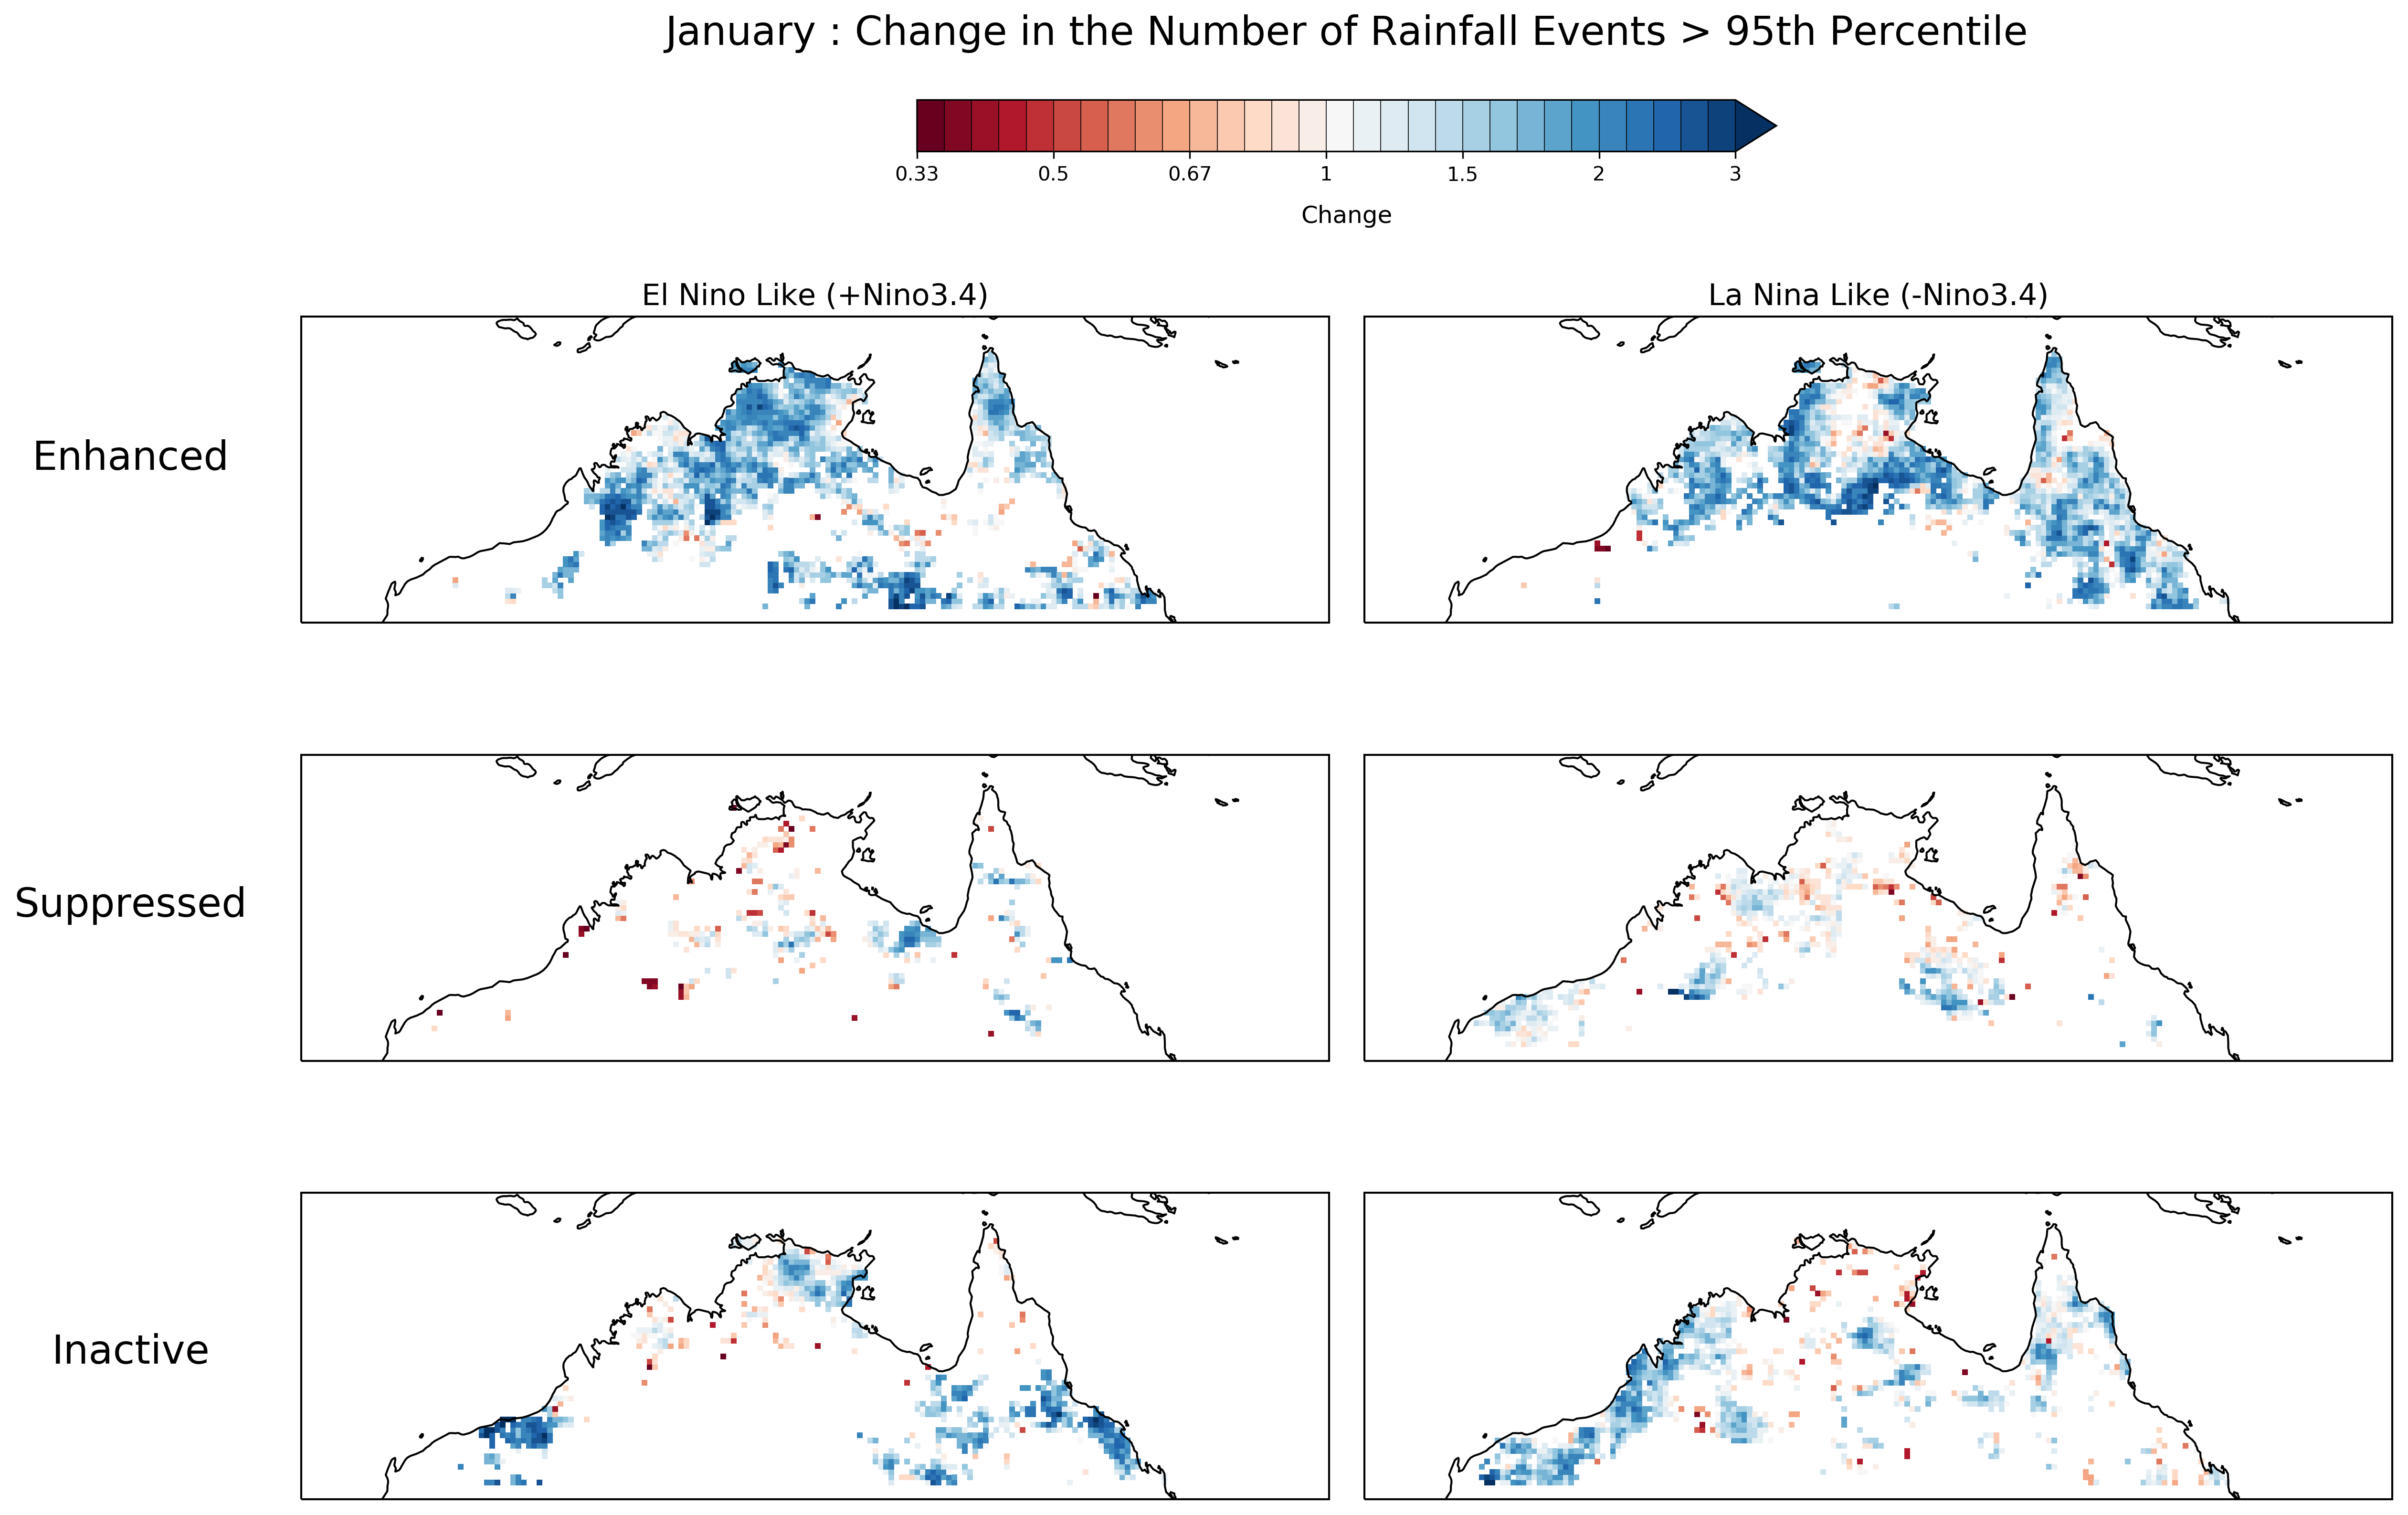 January : Change in the Number of Rainfall Events > 95th Percentile
0.33 0.5 0.67 1 1.5 2 3
Change
El Nino Like (+Nino3.4)
La Nina Like (-Nino3.4)
Enhanced
Suppressed
Inactive